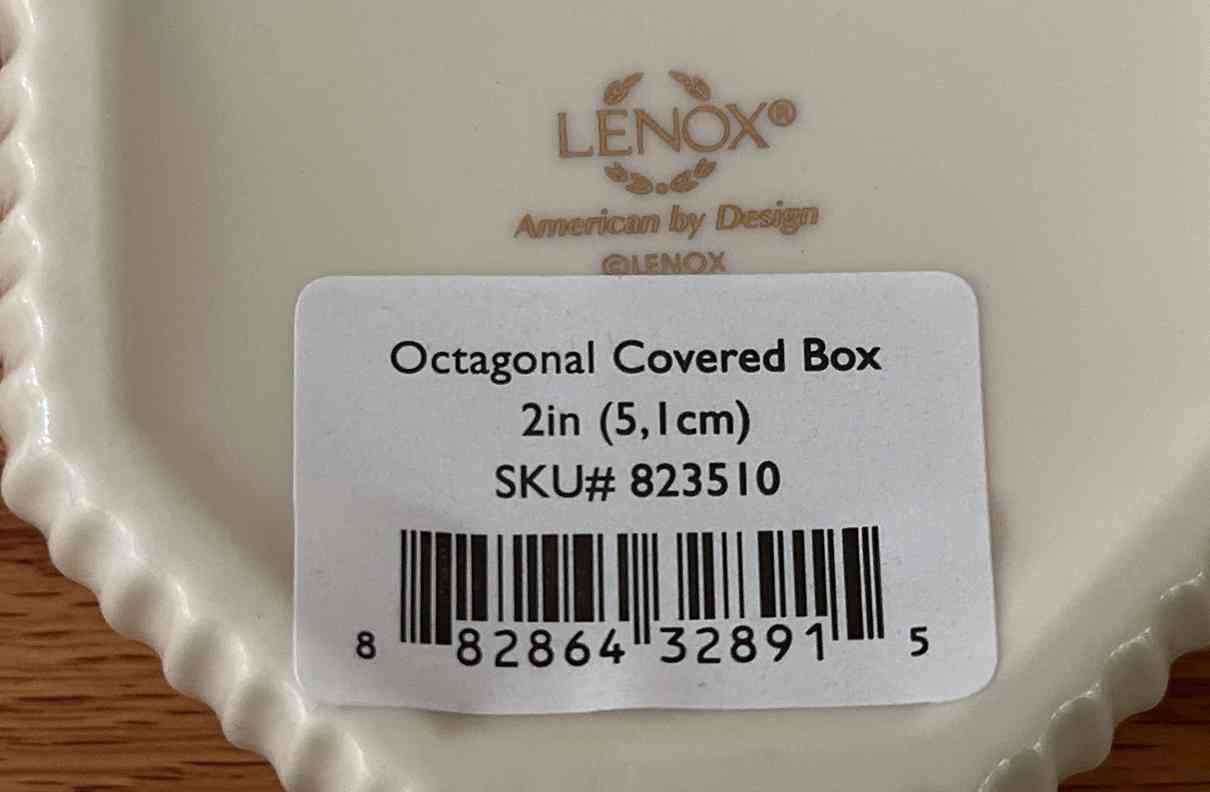 LENOX®
American by Design
©LENOX
Octagonal Covered Box
2in (5,1cm)
SKU# 823510
8 82864 32891 5